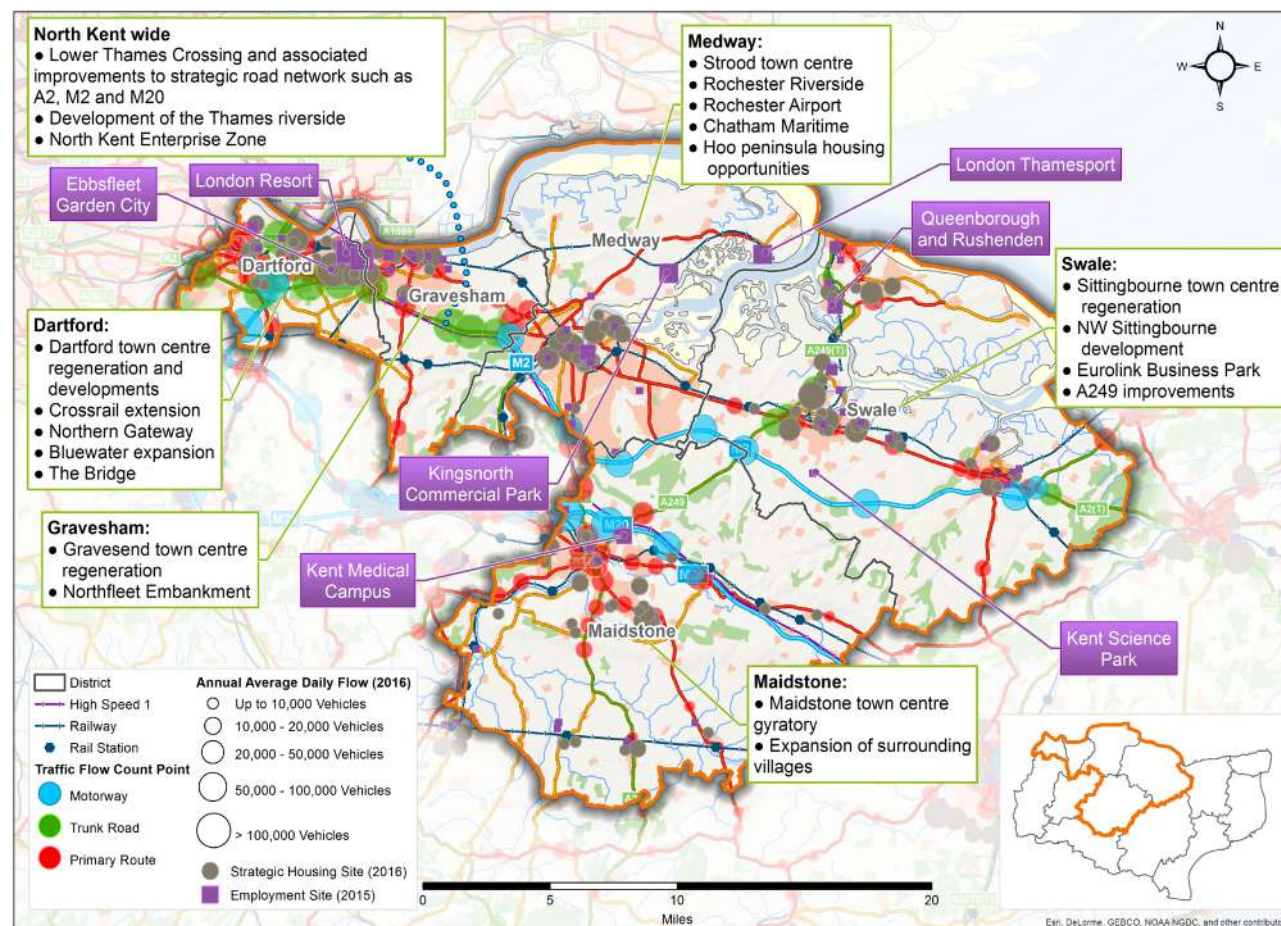 North Kent wide
● Lower Thames Crossing and associated
improvements to strategic road network such as
A2, M2 and M20
● Development of the Thames riverside
● North Kent Enterprise Zone
Medway:
● Strood town centre
● Rochester Riverside
● Rochester Airport
● Chatham Maritime
● Hoo peninsula housing
opportunities
N
W
E
S
Ebbsfleet
Garden City
London Resort
London Thamesport
Queenborough
and Rushenden
A1089
Medway
Dartford
Gravesham
Swale:
● Sittingbourne town centre
regeneration
● NW Sittingbourne
development
● Eurolink Business Park
● A249 improvements
Dartford:
● Dartford town centre
regeneration and
developments
● Crossrail extension
● Northern Gateway
● Bluewater expansion
● The Bridge
M2
A249(T)
Swale
Kingsnorth
Commercial Park
A249
A2(T)
M20
Gravesham:
● Gravesend town centre
regeneration
● Northfleet Embankment
Kent Medical
Campus
Maidstone
Kent Science
Park
Maidstone:
● Maidstone town centre
gyratory
● Expansion of surrounding
villages
District
High Speed 1
Railway
Rail Station
Traffic Flow Count Point
Motorway
Trunk Road
Primary Route
Annual Average Daily Flow (2016)
Up to 10,000 Vehicles
10,000 - 20,000 Vehicles
20,000 - 50,000 Vehicles
50,000 - 100,000 Vehicles
> 100,000 Vehicles
Strategic Housing Site (2016)
Employment Site (2015)
0 5 10 20
Miles
Esri, DeLorme, GEBCO, NOAA NGDC, and other contributo